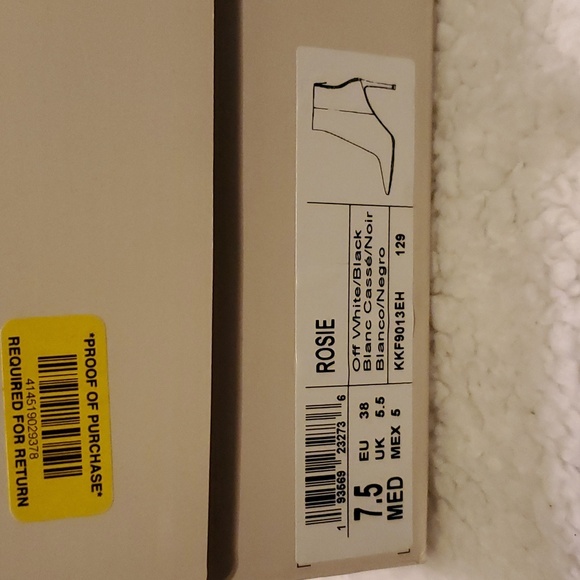 ROSIE
Off White/Black
Blanc Cassé/Noir
Blanco/Negro
KKF9013EH 129
1 93569 23273 6
7.5 EU 38
UK 5.5
MED MEX 5
*PROOF OF PURCHASE*
414519029378
REQUIRED FOR RETURN